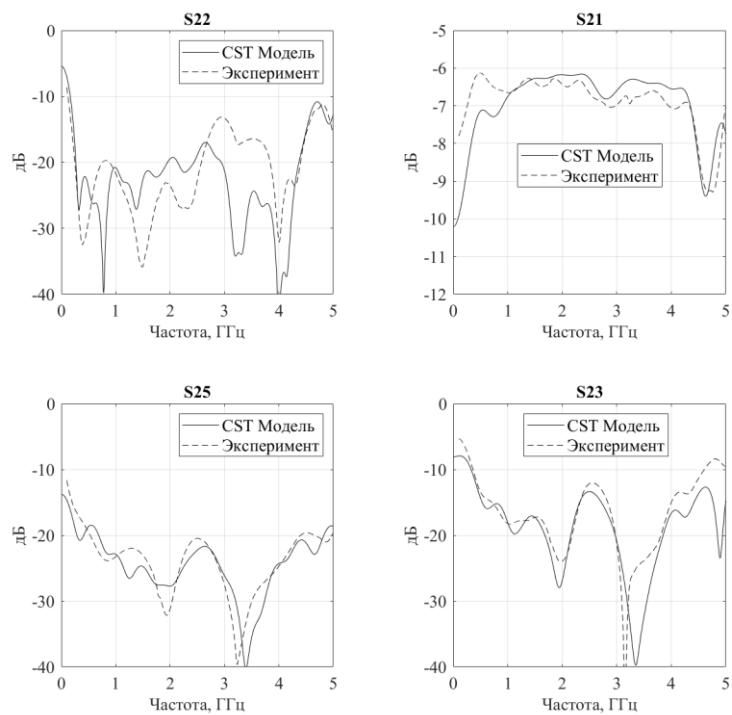 S22
0
-10
-20
-30
-40
дБ
CST Модель
Эксперимент
0 1 2 3 4 5
Частота, ГГц
S21
-5
-6
-7
-8
-9
-10
-11
-12
дБ
CST Модель
Эксперимент
0 1 2 3 4 5
Частота, ГГц
S25
0
-10
-20
-30
-40
дБ
CST Модель
Эксперимент
0 1 2 3 4 5
Частота, ГГц
S23
0
-10
-20
-30
-40
дБ
CST Модель
Эксперимент
0 1 2 3 4 5
Частота, ГГц